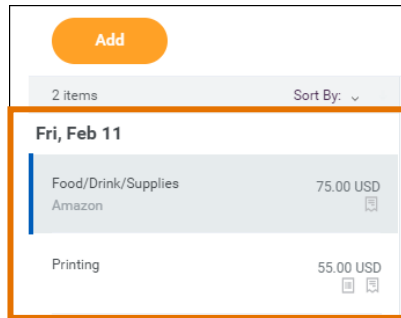 Add
2 items Sort By:
Fri, Feb 11
Food/Drink/Supplies 75.00 USD
Amazon
Printing 55.00 USD